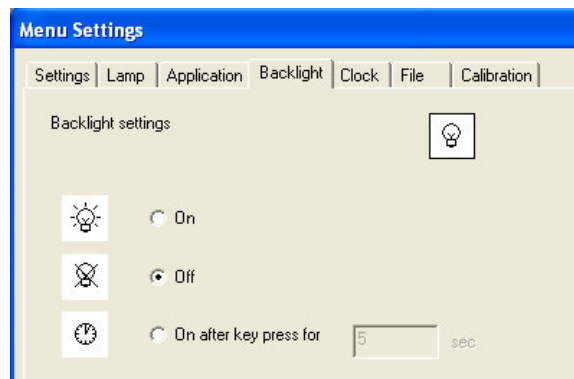 Menu Settings
Settings Lamp Application Backlight Clock File Calibration
Backlight settings
On
Off
On after key press for 5 sec